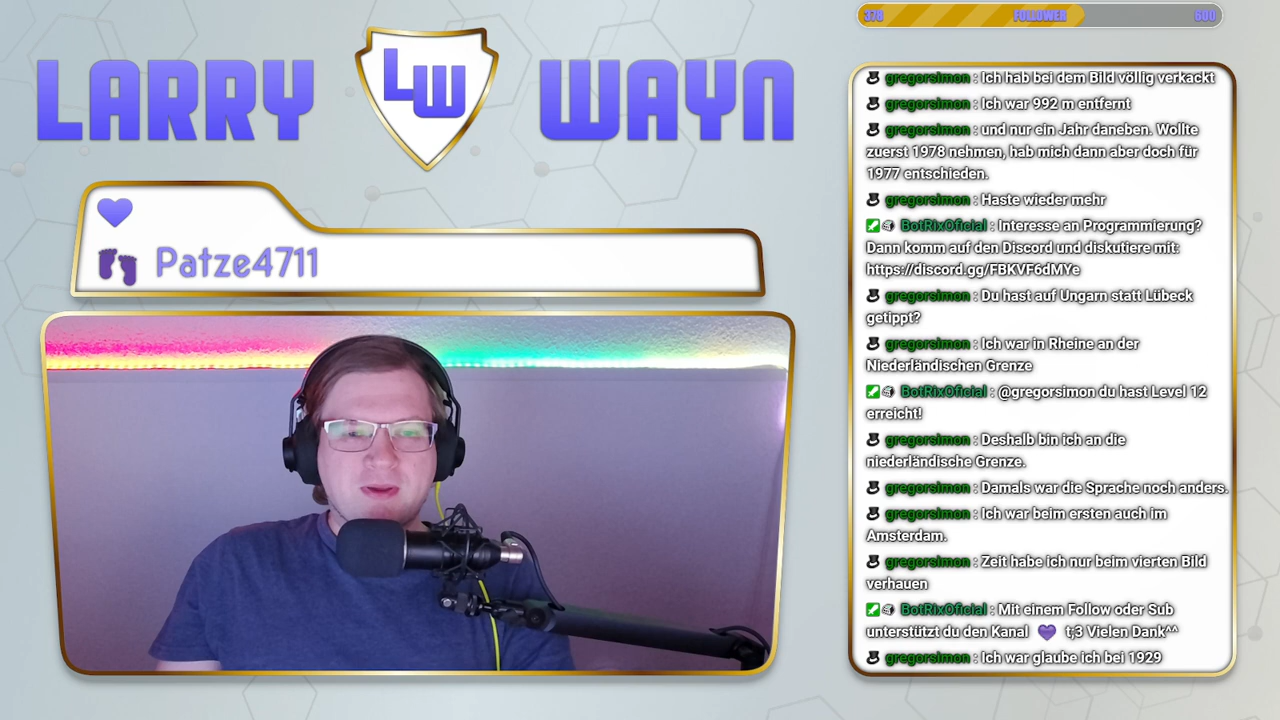 LARRY LW WAYN
Patze4711
378 FOLLOWER 600
gregorsimon : Ich hab bei dem Bild völlig verkackt
gregorsimon : Ich war 992 m entfernt
gregorsimon : und nur ein Jahr daneben. Wollte
zuerst 1978 nehmen, hab mich dann aber doch für
1977 entschieden.
gregorsimon : Haste wieder mehr
BotRixOficial : Interesse an Programmierung?
Dann komm auf den Discord und diskutiere mit:
https://discord.gg/FBKVF6dMYe
gregorsimon : Du hast auf Ungarn statt Lübeck
getippt?
gregorsimon : Ich war in Rheine an der
Niederländischen Grenze
BotRixOficial : @gregorsimon du hast Level 12
erreicht!
gregorsimon : Deshalb bin ich an die
niederländische Grenze.
gregorsimon : Damals war die Sprache noch anders.
gregorsimon : Ich war beim ersten auch im
Amsterdam.
gregorsimon : Zeit habe ich nur beim vierten Bild
verhauen
BotRixOficial : Mit einem Follow oder Sub
unterstützt du den Kanal 💜 t;3 Vielen Dank^^
gregorsimon : Ich war glaube ich bei 1929